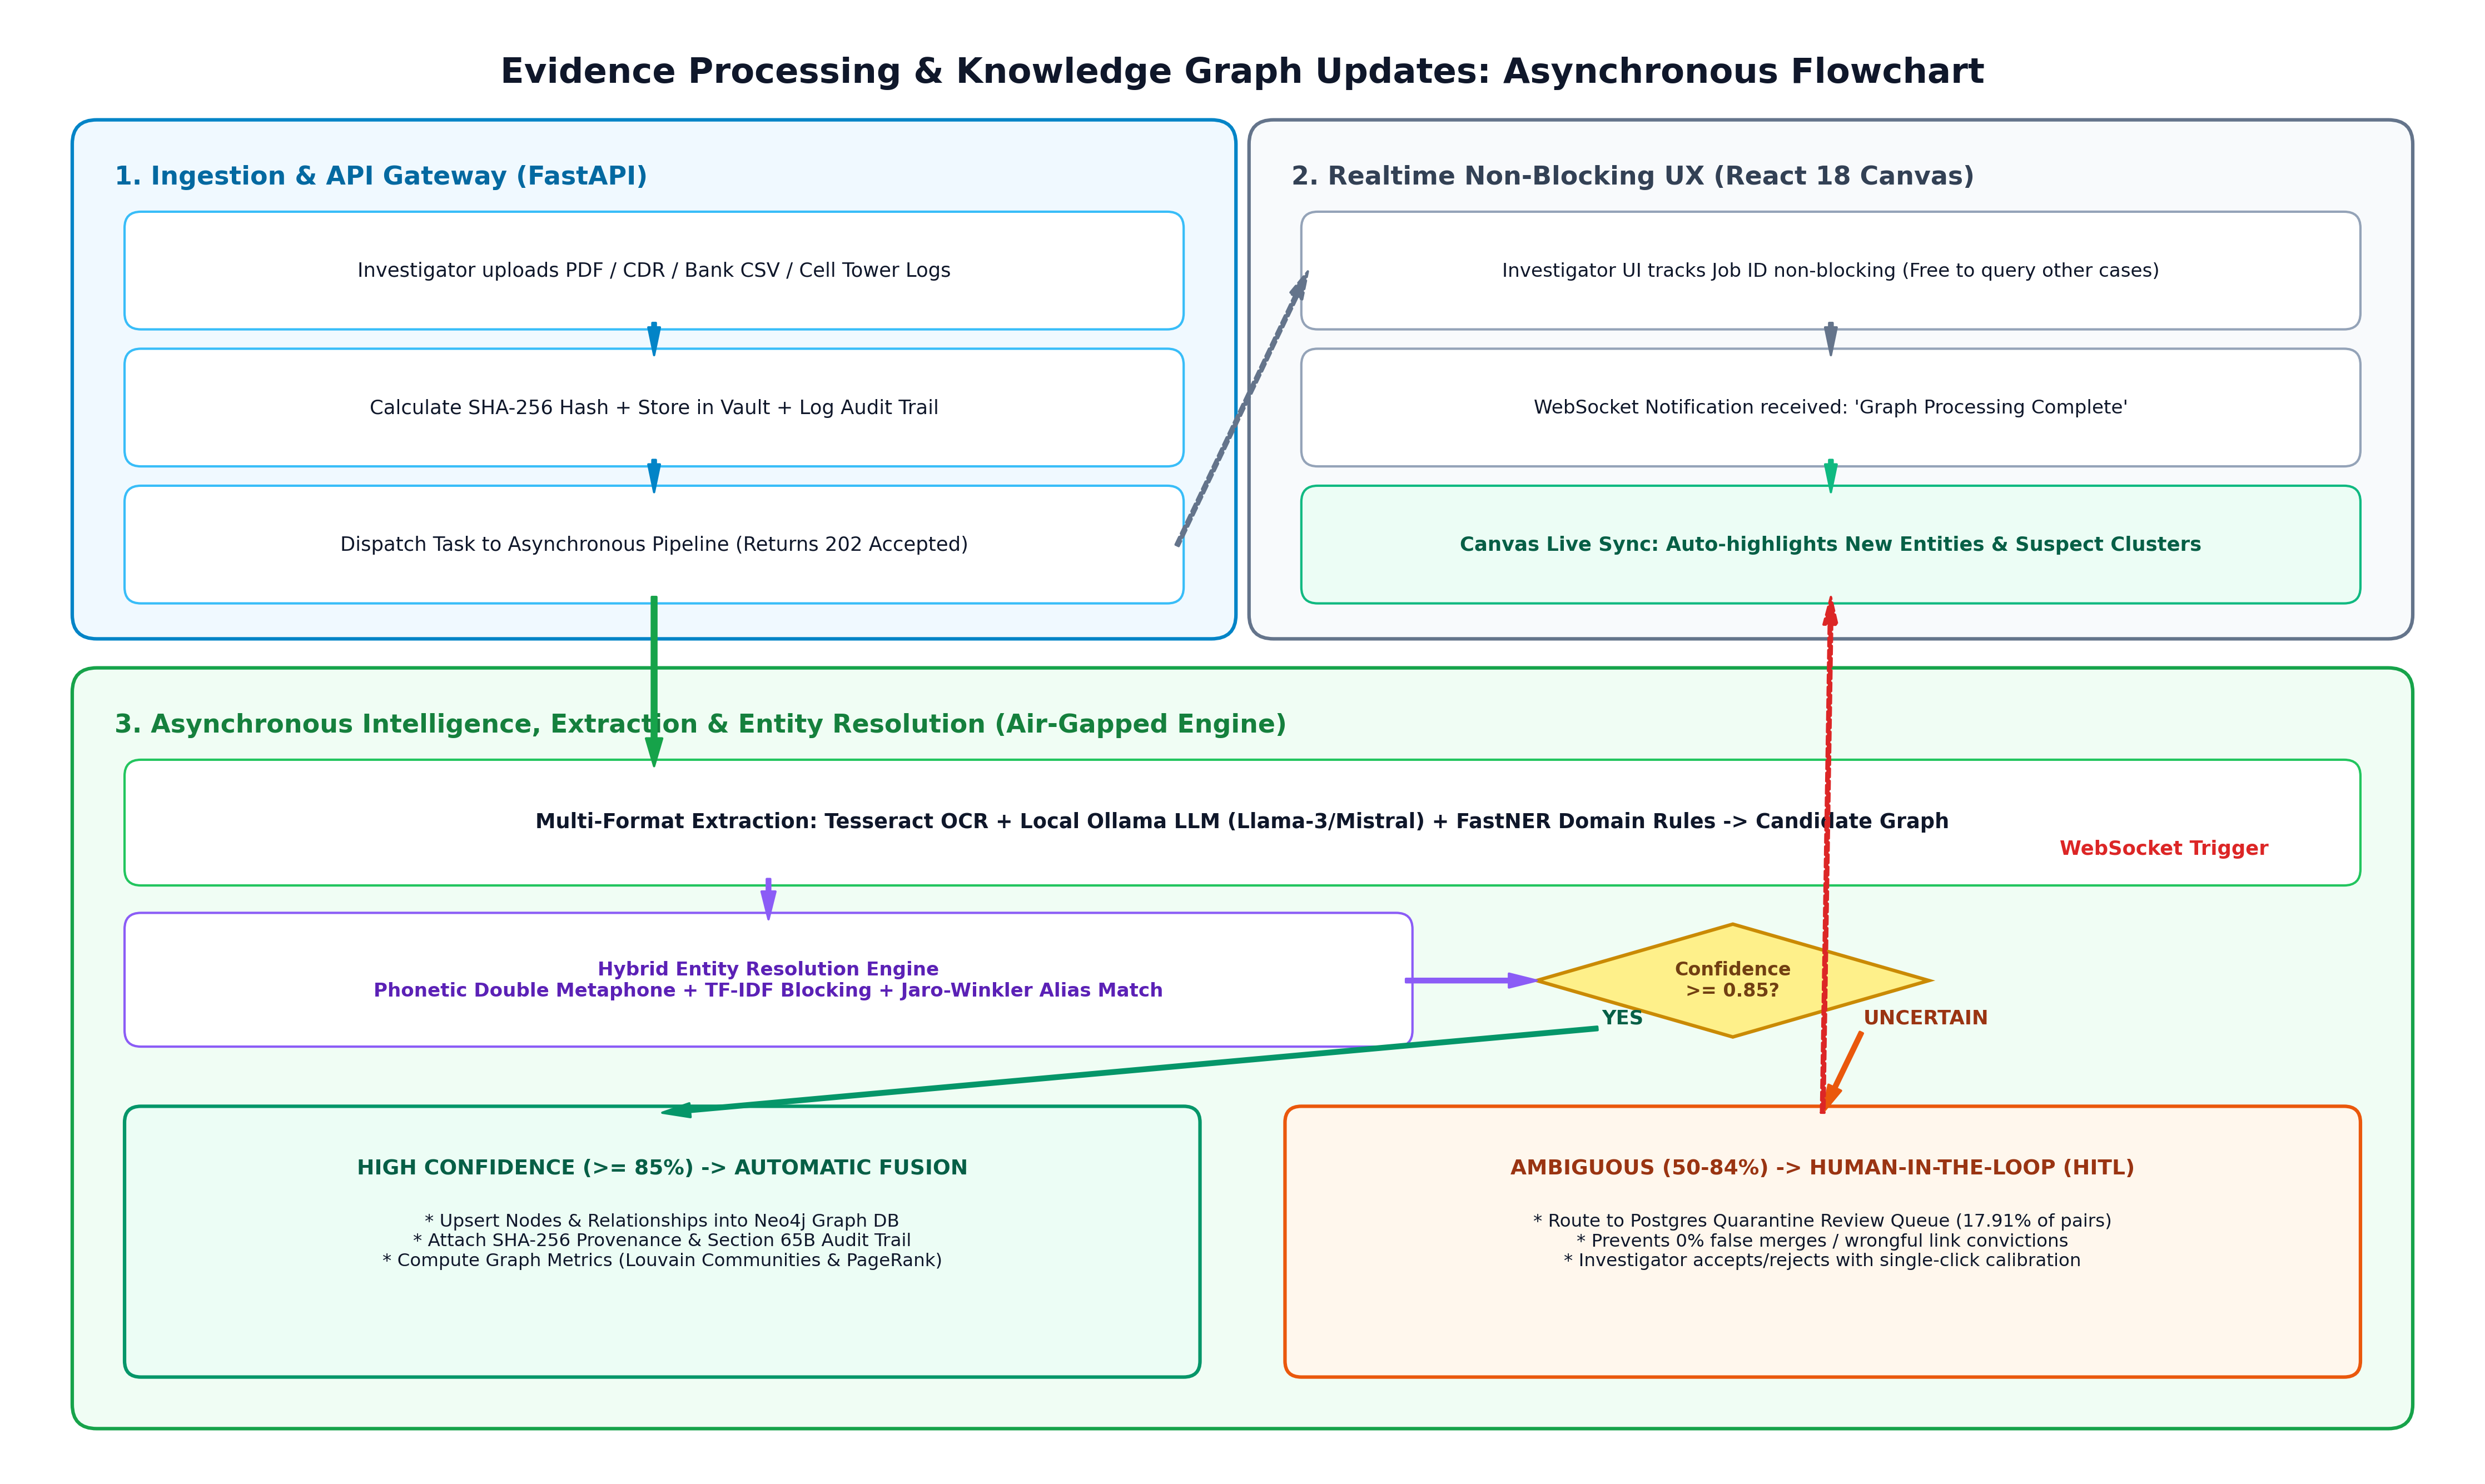 Evidence Processing & Knowledge Graph Updates: Asynchronous Flowchart
1. Ingestion & API Gateway (FastAPI)
Investigator uploads PDF / CDR / Bank CSV / Cell Tower Logs
Calculate SHA-256 Hash + Store in Vault + Log Audit Trail
Dispatch Task to Asynchronous Pipeline (Returns 202 Accepted)
2. Realtime Non-Blocking UX (React 18 Canvas)
Investigator UI tracks Job ID non-blocking (Free to query other cases)
WebSocket Notification received: 'Graph Processing Complete'
Canvas Live Sync: Auto-highlights New Entities & Suspect Clusters
3. Asynchronous Intelligence, Extraction & Entity Resolution (Air-Gapped Engine)
Multi-Format Extraction: Tesseract OCR + Local Ollama LLM (Llama-3/Mistral) + FastNER Domain Rules -> Candidate Graph
WebSocket Trigger
Hybrid Entity Resolution Engine
Phonetic Double Metaphone + TF-IDF Blocking + Jaro-Winkler Alias Match
Confidence
>= 0.85?
YES
UNCERTAIN
HIGH CONFIDENCE (>= 85%) -> AUTOMATIC FUSION
* Upsert Nodes & Relationships into Neo4j Graph DB
* Attach SHA-256 Provenance & Section 65B Audit Trail
* Compute Graph Metrics (Louvain Communities & PageRank)
AMBIGUOUS (50-84%) -> HUMAN-IN-THE-LOOP (HITL)
* Route to Postgres Quarantine Review Queue (17.91% of pairs)
* Prevents 0% false merges / wrongful link convictions
* Investigator accepts/rejects with single-click calibration